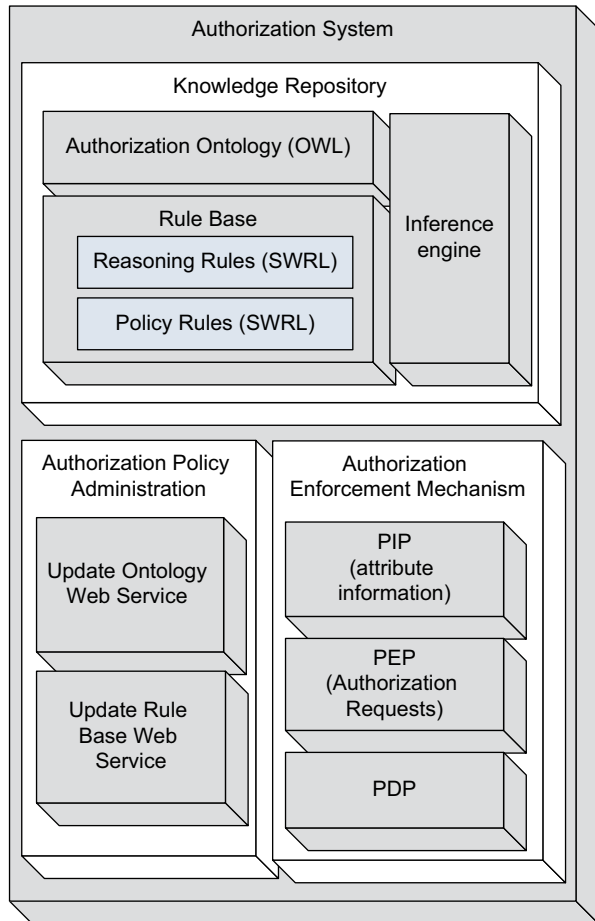 Authorization System
Knowledge Repository
Authorization Ontology (OWL)
Rule Base
Reasoning Rules (SWRL)
Policy Rules (SWRL)
Inference
engine
Authorization Policy
Administration
Update Ontology
Web Service
Update Rule
Base Web
Service
Authorization
Enforcement Mechanism
PIP
(attribute
information)
PEP
(Authorization
Requests)
PDP